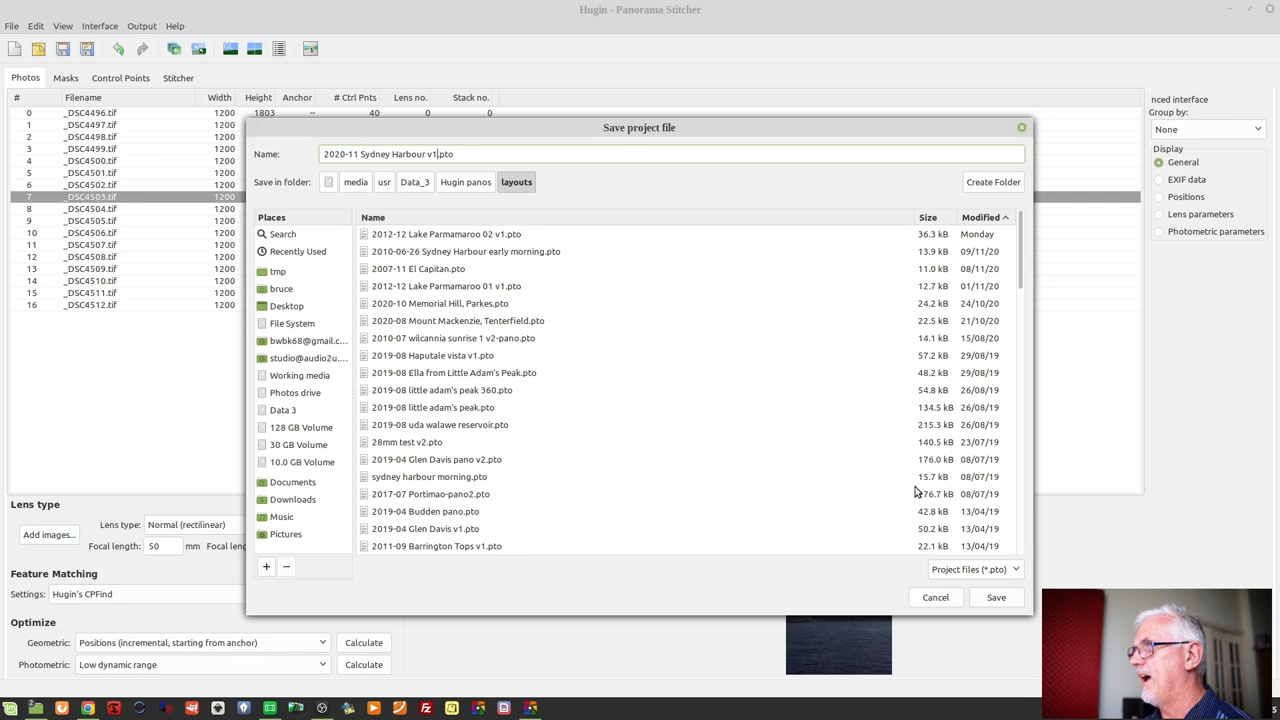 Hugin - Panorama Stitcher
File Edit View Interface Output Help
Photos Masks Control Points Stitcher
# Filename Width Height Anchor # Ctrl Pnts Lens no. Stack no.
0 _DSC4496.tif 1200 1803 -- 40 0 0
1 _DSC4497.tif 1200
2 _DSC4498.tif 1200
3 _DSC4499.tif 1200
4 _DSC4500.tif 1200
5 _DSC4501.tif 1200
6 _DSC4502.tif 1200
7 _DSC4503.tif 1200
8 _DSC4504.tif 1200
9 _DSC4505.tif 1200
10 _DSC4506.tif 1200
11 _DSC4507.tif 1200
12 _DSC4508.tif 1200
13 _DSC4509.tif 1200
14 _DSC4510.tif 1200
15 _DSC4511.tif 1200
16 _DSC4512.tif 1200
nced interface
Group by:
None
Display
General
EXIF data
Positions
Lens parameters
Photometric parameters
Save project file
Name: 2020-11 Sydney Harbour v1.pto
Save in folder: media usr Data_3 Hugin panos layouts Create Folder
Places
Search
Recently Used
tmp
bruce
Desktop
File System
bwbk68@gmail.c...
studio@audio2u....
Working media
Photos drive
Data 3
128 GB Volume
30 GB Volume
10.0 GB Volume
Documents
Downloads
Music
Pictures
Name Size Modified
2012-12 Lake Parmamaroo 02 v1.pto 36.3 kB Monday
2010-06-26 Sydney Harbour early morning.pto 13.9 kB 09/11/20
2007-11 El Capitan.pto 11.0 kB 08/11/20
2012-12 Lake Parmamaroo 01 v1.pto 12.7 kB 01/11/20
2020-10 Memorial Hill, Parkes.pto 24.2 kB 24/10/20
2020-08 Mount Mackenzie, Tenterfield.pto 22.5 kB 21/10/20
2010-07 wilcannia sunrise 1 v2-pano.pto 14.1 kB 15/08/20
2019-08 Haputale vista v1.pto 57.2 kB 29/08/19
2019-08 Ella from Little Adam's Peak.pto 48.2 kB 29/08/19
2019-08 little adam's peak 360.pto 54.8 kB 26/08/19
2019-08 little adam's peak.pto 134.5 kB 26/08/19
2019-08 uda walawe reservoir.pto 215.3 kB 26/08/19
28mm test v2.pto 140.5 kB 23/07/19
2019-04 Glen Davis pano v2.pto 176.0 kB 08/07/19
sydney harbour morning.pto 15.7 kB 08/07/19
2017-07 Portimao-pano2.pto 76.7 kB 08/07/19
2019-04 Budden pano.pto 42.8 kB 13/04/19
2019-04 Glen Davis v1.pto 50.2 kB 13/04/19
2011-09 Barrington Tops v1.pto 22.1 kB 13/04/19
Project files (*.pto)
Cancel Save
Lens type
Add images...
Lens type: Normal (rectilinear)
Focal length: 50 mm Focal
Feature Matching
Settings: Hugin's CPFind
Optimize
Geometric: Positions (incremental, starting from anchor) Calculate
Photometric: Low dynamic range Calculate